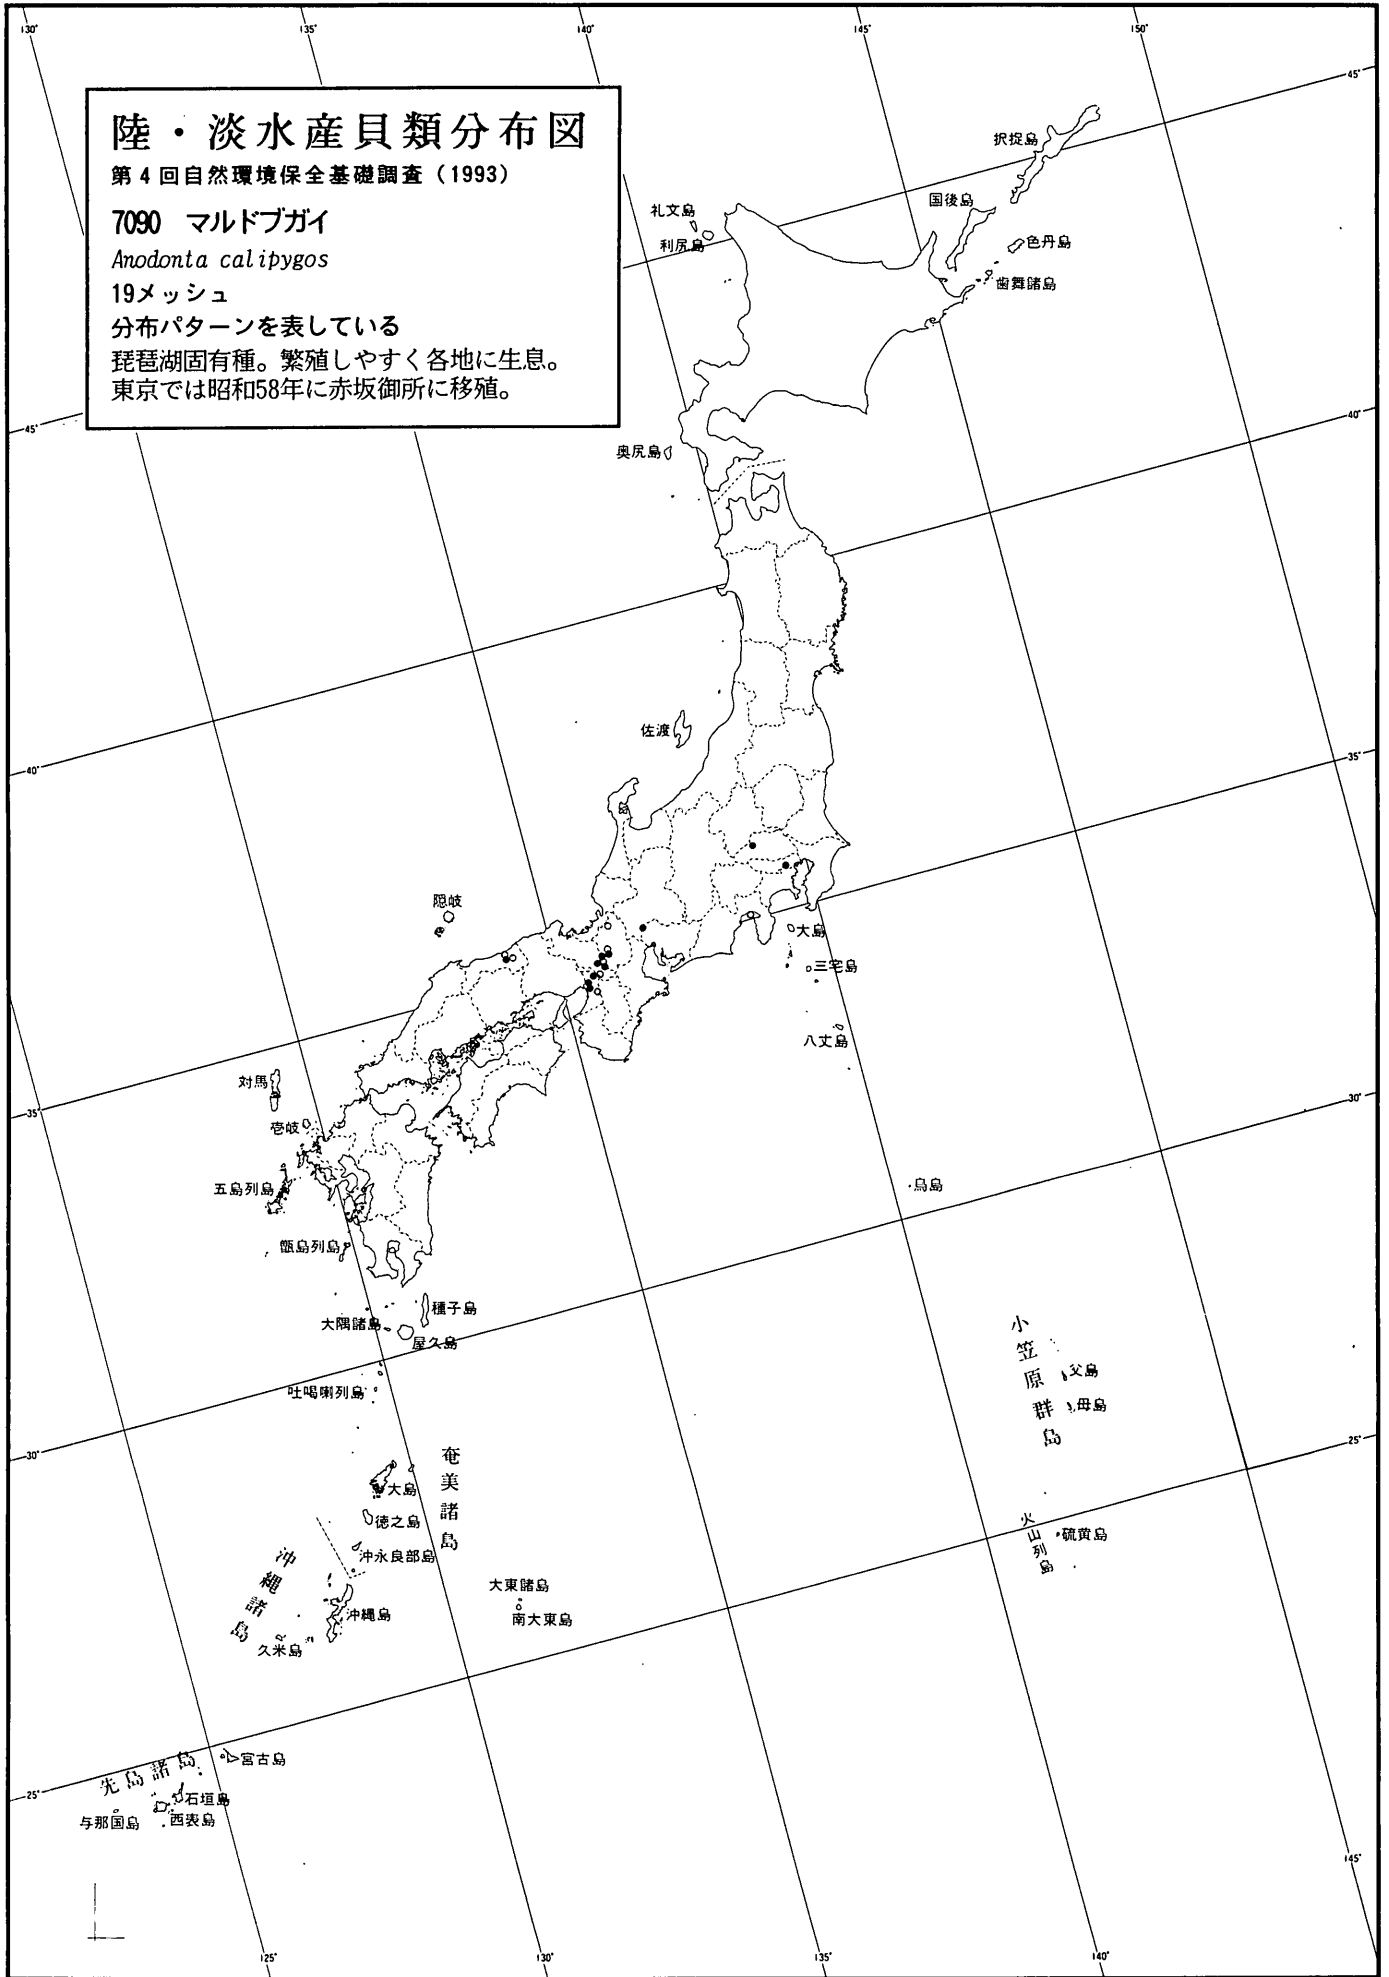 130°
135°
140°
145°
150°
陸・淡水産貝類分布図
第4回自然環境保全基礎調査（1993）
7090 マルドブガイ
Anodonta calipygos
19メッシュ
分布パターンを表している
琵琶湖固有種。繁殖しやすく各地に生息。
東京では昭和58年に赤坂御所に移殖。
45°
択捉島
国後島
礼文島
利尻島
色丹島
歯舞諸島
40°
45°
奥尻島
佐渡
35°
40°
隠岐
大島
三宅島
八丈島
対馬
35°
壱岐
30°
五島列島
鳥島
甑島列島
種子島
大隅諸島
屋久島
吐喝喇列島
小笠原群島
父島
母島
25°
30°
奄美諸島
大島
徳之島
沖永良部島
火山列島
硫黄島
沖縄諸島
沖縄島
久米島
大東諸島
南大東島
先島諸島
宮古島
石垣島
西表島
与那国島
25°
145°
125°
130°
135°
140°